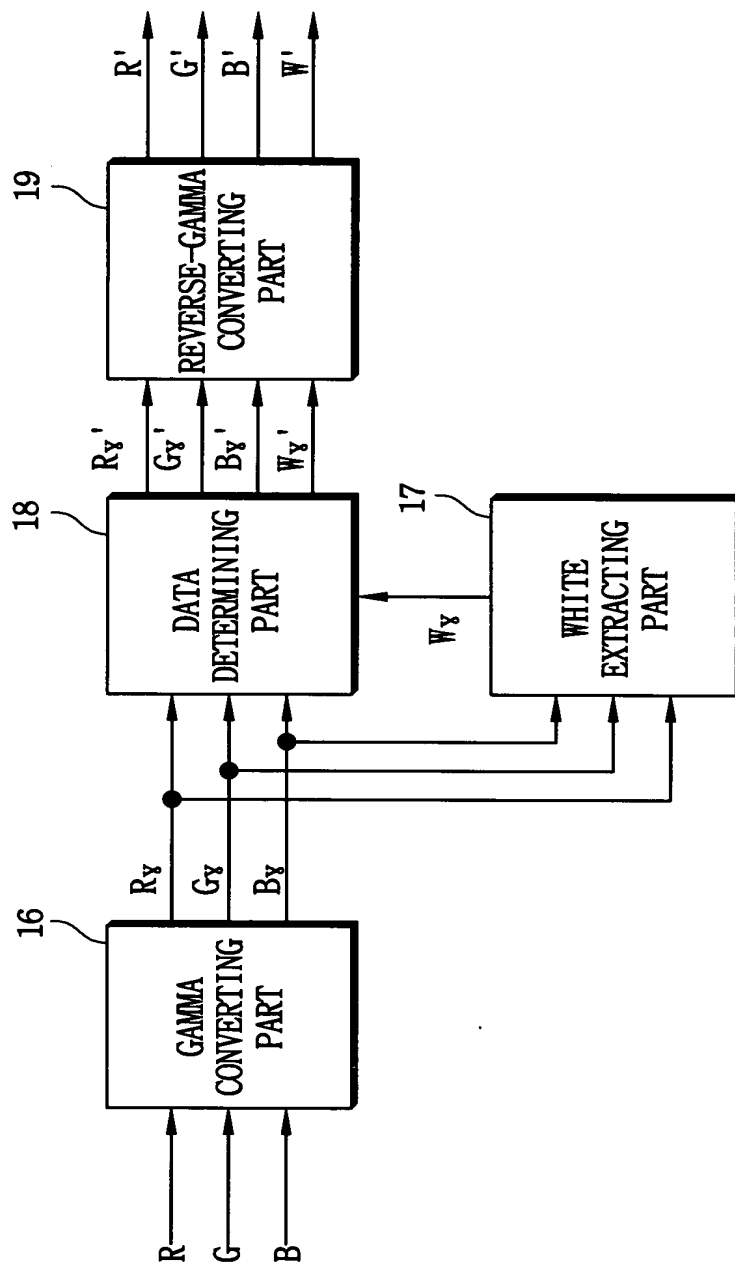 R
G
B
16
GAMMA
CONVERTING
PART
Rγ
Gγ
Bγ
18
DATA
DETERMINING
PART
17
WHITE
EXTRACTING
PART
Wγ
Rγ'
Gγ'
Bγ'
Wγ'
19
REVERSE-GAMMA
CONVERTING
PART
R'
G'
B'
W'